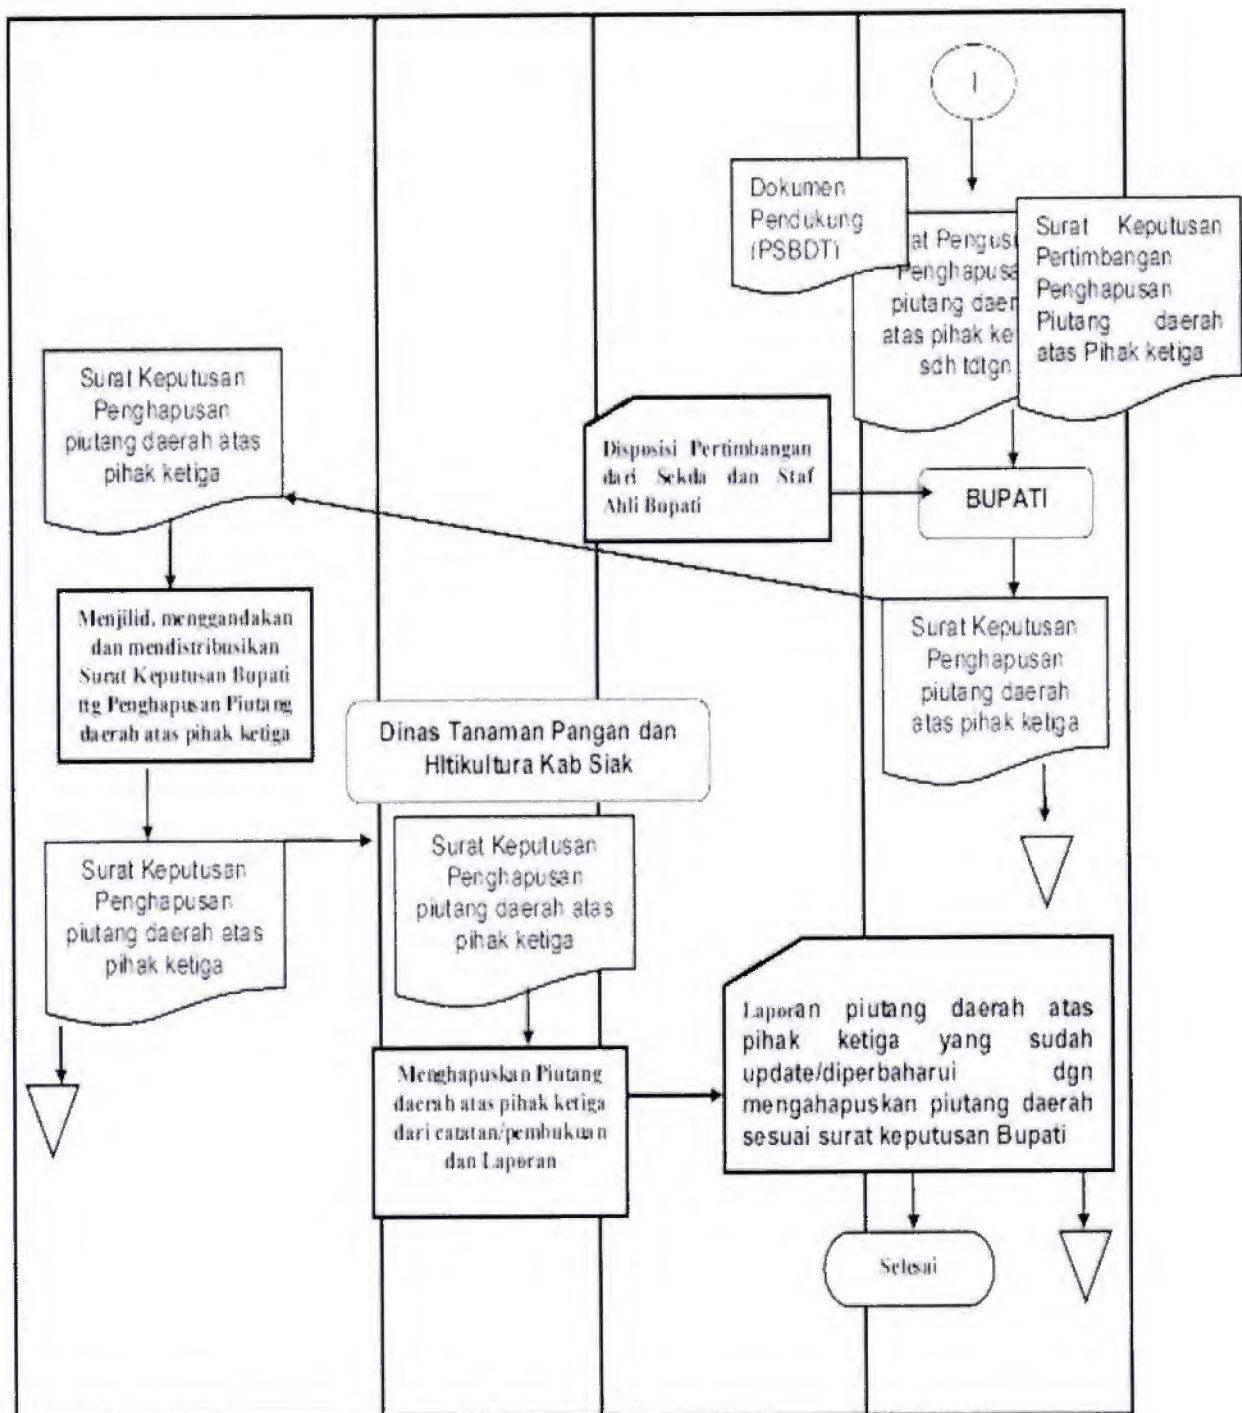 1
Dokumen
Pendukung
(PSBDT)
at Pengus
Penghapusa
piutang daer
atas pihak ke
sdh tdtgn
Surat Keputusan
Pertimbangan
Penghapusan
Piutang daerah
atas Pihak ketiga
Surat Keputusan
Penghapusan
piutang daerah atas
pihak ketiga
Disposisi Pertimbangan
dari Sekda dan Staf
Ahli Bupati
BUPATI
Menjilid, menggandakan
dan mendistribusikan
Surat Keputusan Bupati
ttg Penghapusan Piutang
daerah atas pihak ketiga
Surat Keputusan
Penghapusan
piutang daerah
atas pihak ketiga
Dinas Tanaman Pangan dan
Hltikultura Kab Siak
Surat Keputusan
Penghapusan
piutang daerah atas
pihak ketiga
Surat Keputusan
Penghapusan
piutang daerah atas
pihak ketiga
Menghapuskan Piutang
daerah atas pihak ketiga
dari catatan/pembukuan
dan Laporan
Laporan piutang daerah atas
pihak ketiga yang sudah
update/diperbaharui dgn
mengahapuskan piutang daerah
sesuai surat keputusan Bupati
Selesai